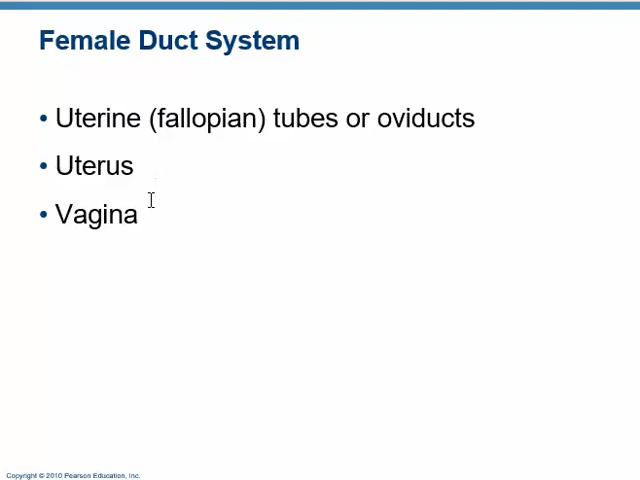 Female Duct System
• Uterine (fallopian) tubes or oviducts
• Uterus
• Vagina
Copyright © 2010 Pearson Education, Inc.